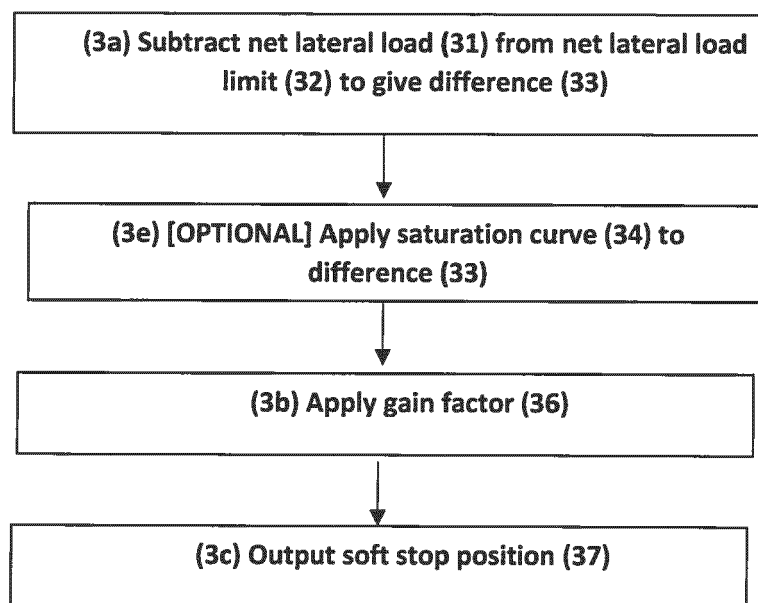 (3a) Subtract net lateral load (31) from net lateral load
limit (32) to give difference (33)
(3e) [OPTIONAL] Apply saturation curve (34) to
difference (33)
(3b) Apply gain factor (36)
(3c) Output soft stop position (37)